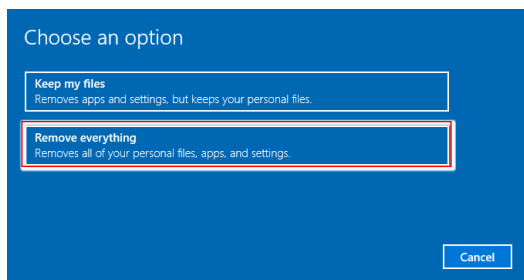 Choose an option
Keep my files
Removes apps and settings, but keeps your personal files.
Remove everything
Removes all of your personal files, apps, and settings.
Cancel